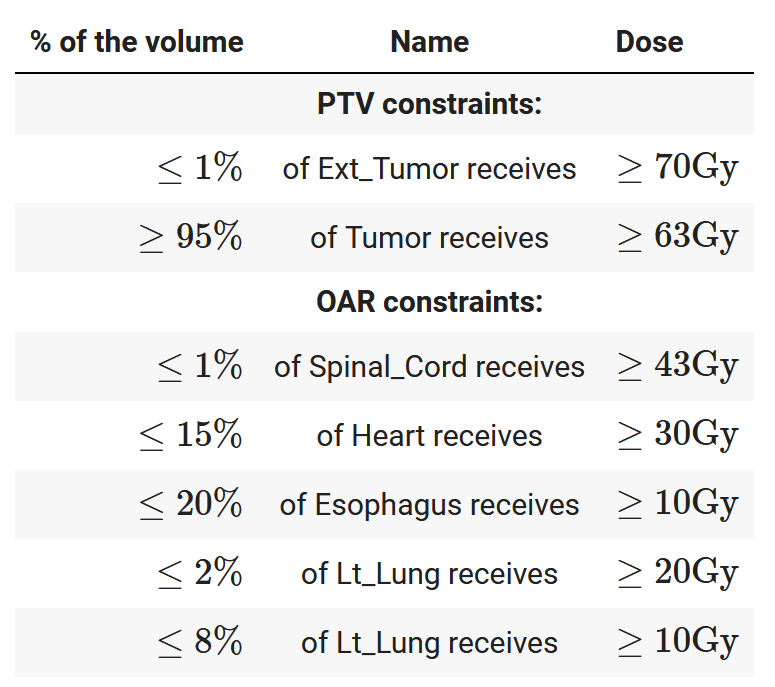 % of the volume Name Dose
PTV constraints:
≤ 1% of Ext_Tumor receives ≥ 70Gy
≥ 95% of Tumor receives ≥ 63Gy
OAR constraints:
≤ 1% of Spinal_Cord receives ≥ 43Gy
≤ 15% of Heart receives ≥ 30Gy
≤ 20% of Esophagus receives ≥ 10Gy
≤ 2% of Lt_Lung receives ≥ 20Gy
≤ 8% of Lt_Lung receives ≥ 10Gy